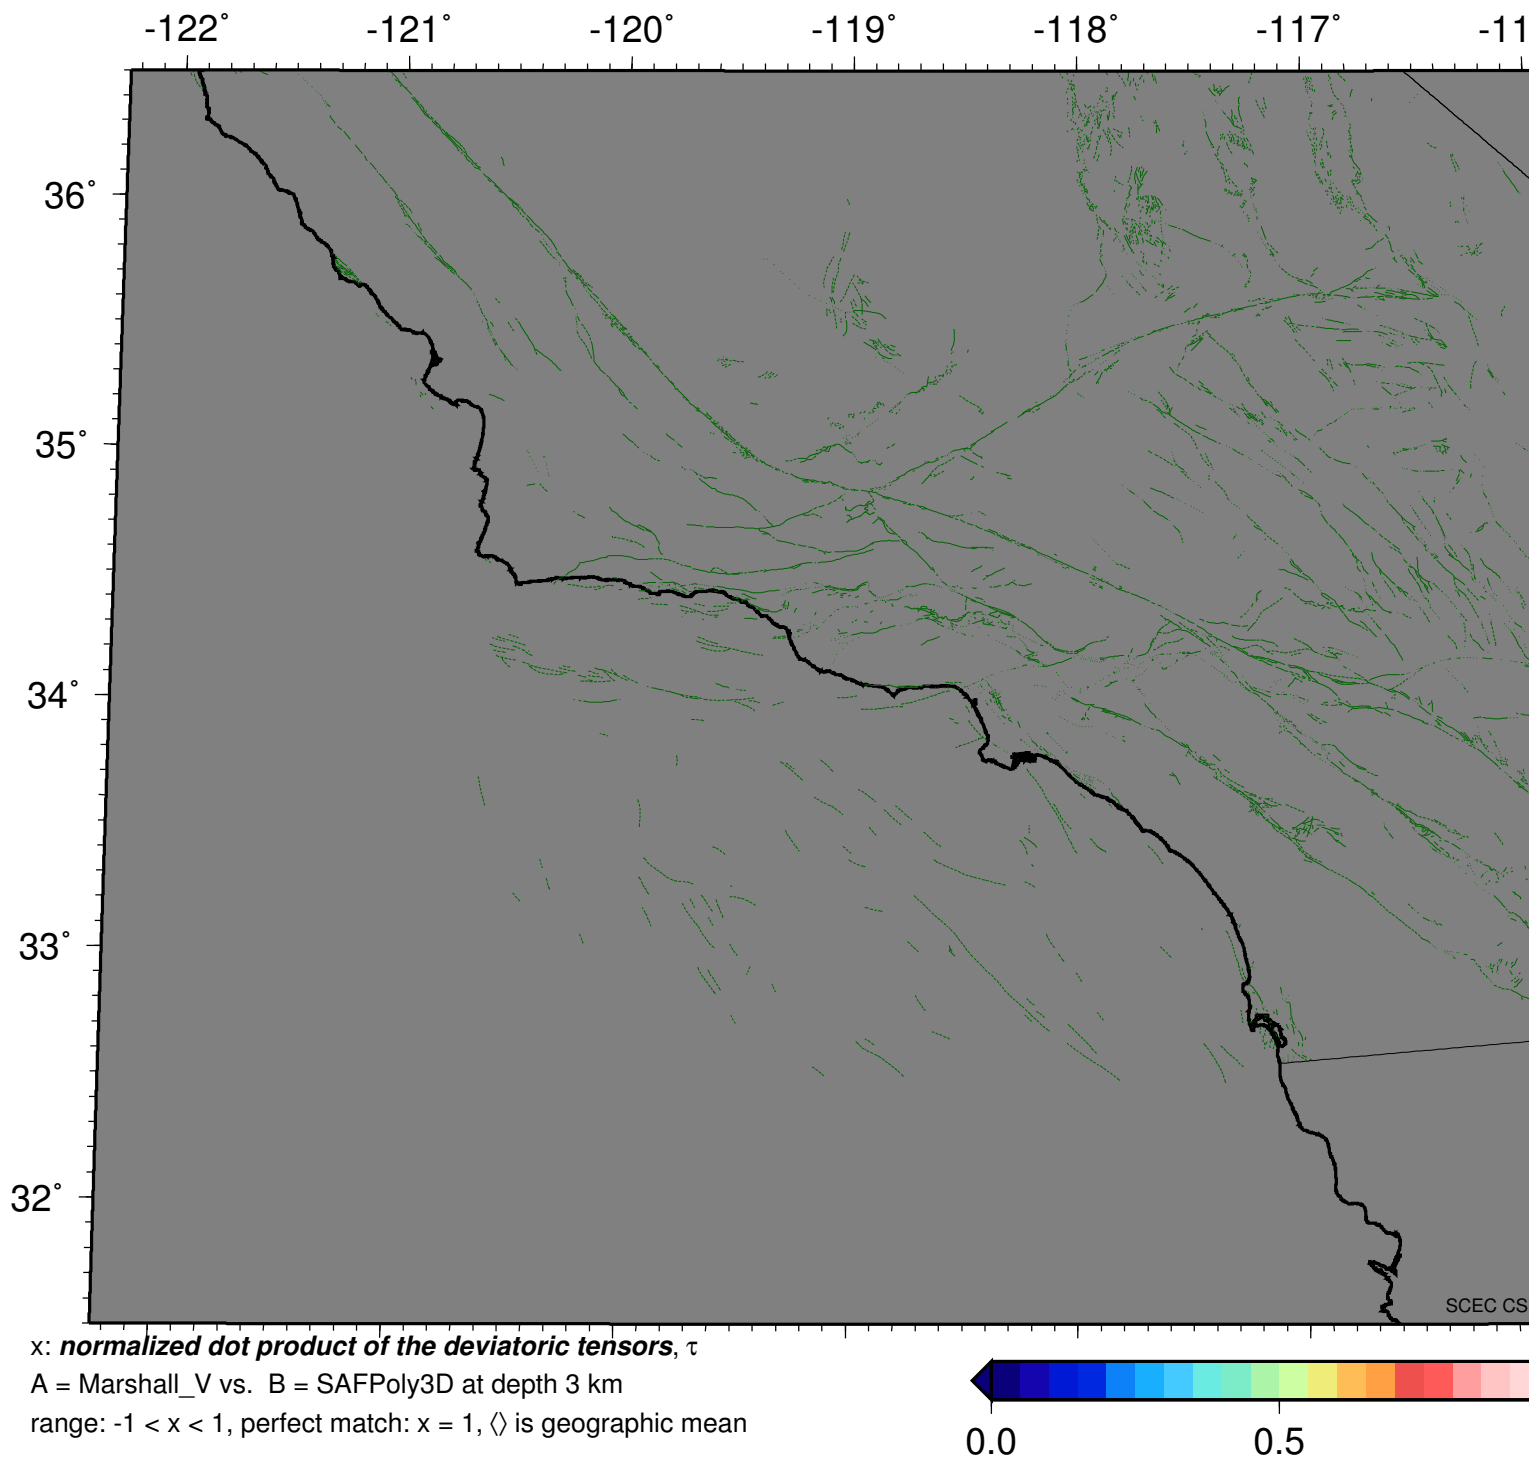 -122˚ -121˚ -120˚ -119˚ -118˚ -117˚ -11
36˚
35˚
34˚
33˚
32˚
SCEC CS
x: normalized dot product of the deviatoric tensors, τ
A = Marshall_V vs. B = SAFPoly3D at depth 3 km
range: -1 < x < 1, perfect match: x = 1, ⟨⟩ is geographic mean
0.0 0.5